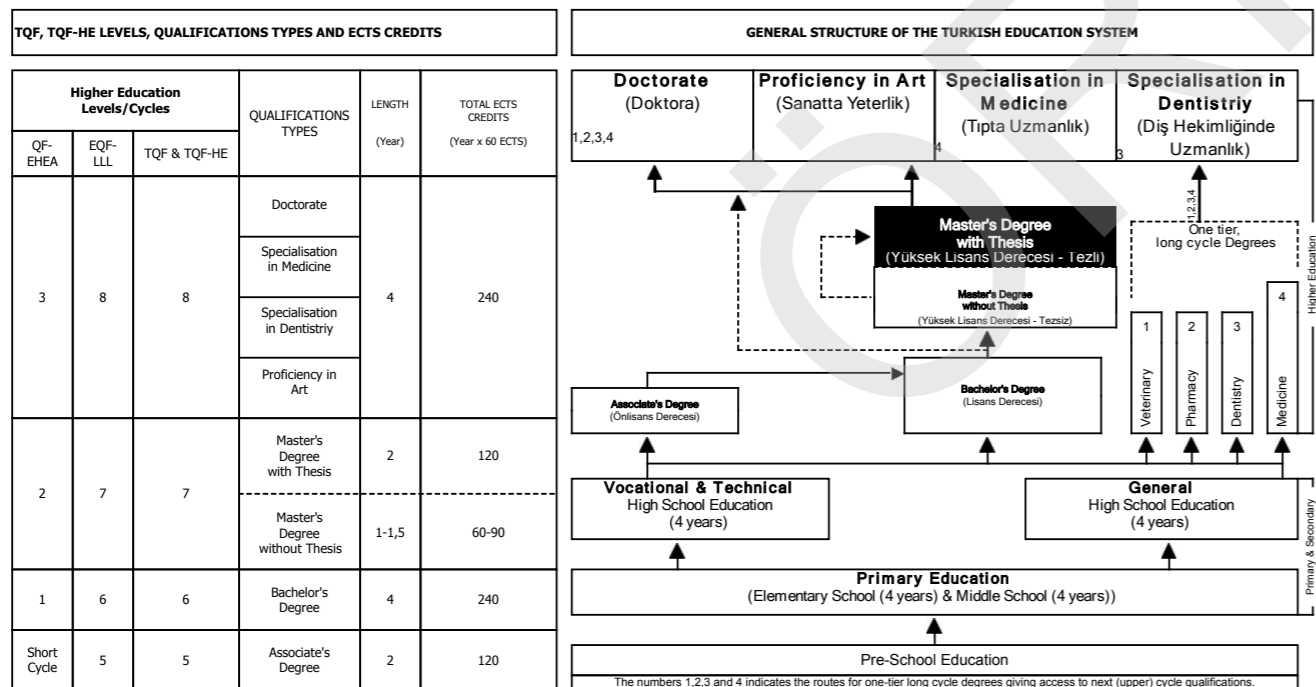 TQF, TQF-HE LEVELS, QUALIFICATIONS TYPES AND ECTS CREDITS
Higher Education
Levels/Cycles
QUALIFICATIONS
TYPES
LENGTH
(Year)
TOTAL ECTS
CREDITS
(Year x 60 ECTS)
QF-
EHEA
EQF-
LLL
TQF & TQF-HE
3
8
8
Doctorate
Specialisation
in Medicine
Specialisation
in Dentistriy
Proficiency in
Art
4
240
2
7
7
Master's
Degree
with Thesis
2
120
Master's
Degree
without Thesis
1-1,5
60-90
1
6
6
Bachelor's
Degree
4
240
Short
Cycle
5
5
Associate's
Degree
2
120
GENERAL STRUCTURE OF THE TURKISH EDUCATION SYSTEM
Doctorate
(Doktora)
1,2,3,4
Proficiency in Art
(Sanatta Yeterlik)
Specialisation in
Medicine
(Tıpta Uzmanlık)
4
Specialisation in
Dentistriy
(Diş Hekimliğinde
Uzmanlık)
3
1,2,3,4
One tier,
long cycle Degrees
Master's Degree
with Thesis
(Yüksek Lisans Derecesi - Tezli)
Master's Degree
without Thesis
(Yüksek Lisans Derecesi - Tezsiz)
Associate's Degree
(Önlisans Derecesi)
Bachelor's Degree
(Lisans Derecesi)
1
Veterinary
2
Pharmacy
3
Dentistry
4
Medicine
Higher Education
Vocational & Technical
High School Education
(4 years)
General
High School Education
(4 years)
Primary Education
(Elementary School (4 years) & Middle School (4 years))
Primary & Secondary
Pre-School Education
The numbers 1,2,3 and 4 indicates the routes for one-tier long cycle degrees giving access to next (upper) cycle qualifications.